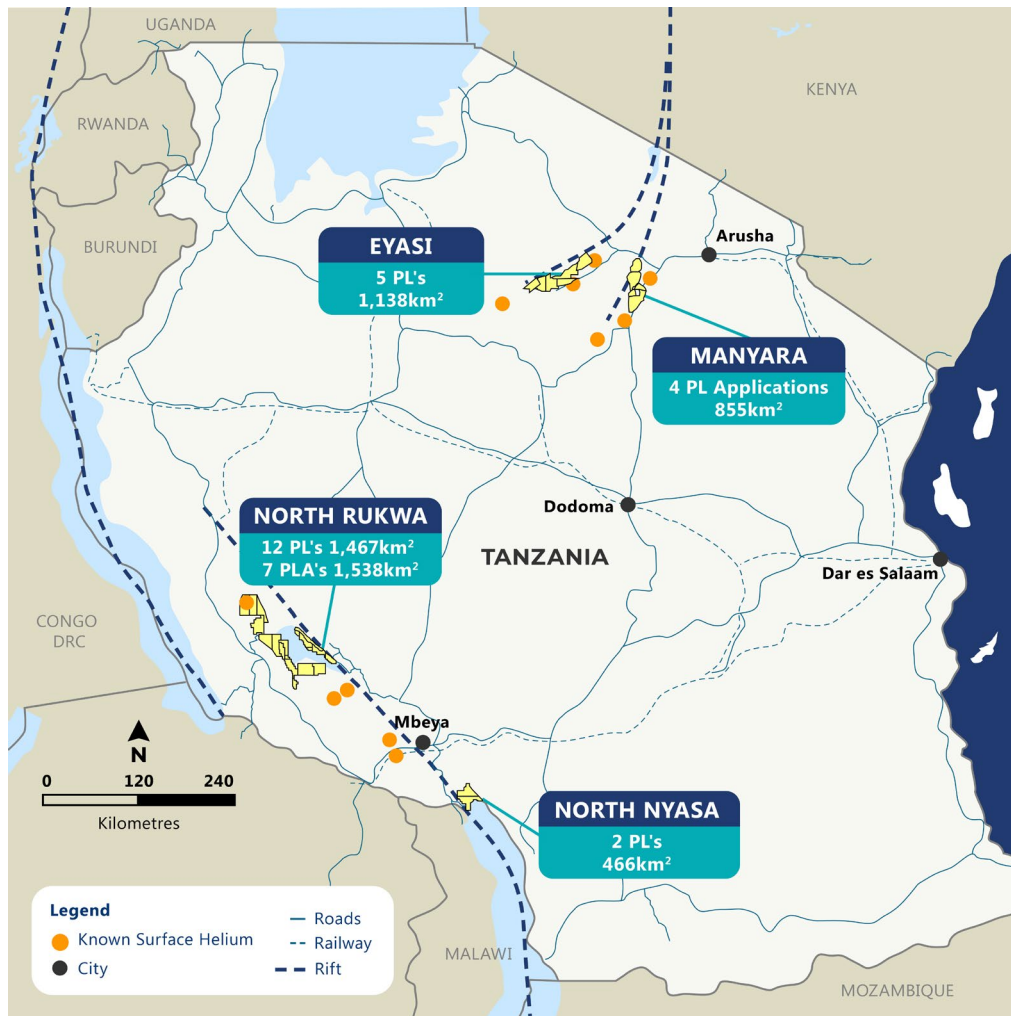 UGANDA
KENYA
RWANDA
BURUNDI
Arusha
EYASI
5 PL's
1,138km²
MANYARA
4 PL Applications
855km²
NORTH RUKWA
12 PL's 1,467km²
7 PLA's 1,538km²
Dodoma
TANZANIA
Dar es Salaam
CONGO
DRC
Mbeya
N
0 120 240
Kilometres
NORTH NYASA
2 PL's
466km²
Legend
Known Surface Helium
City
Roads
Railway
Rift
MALAWI
MOZAMBIQUE